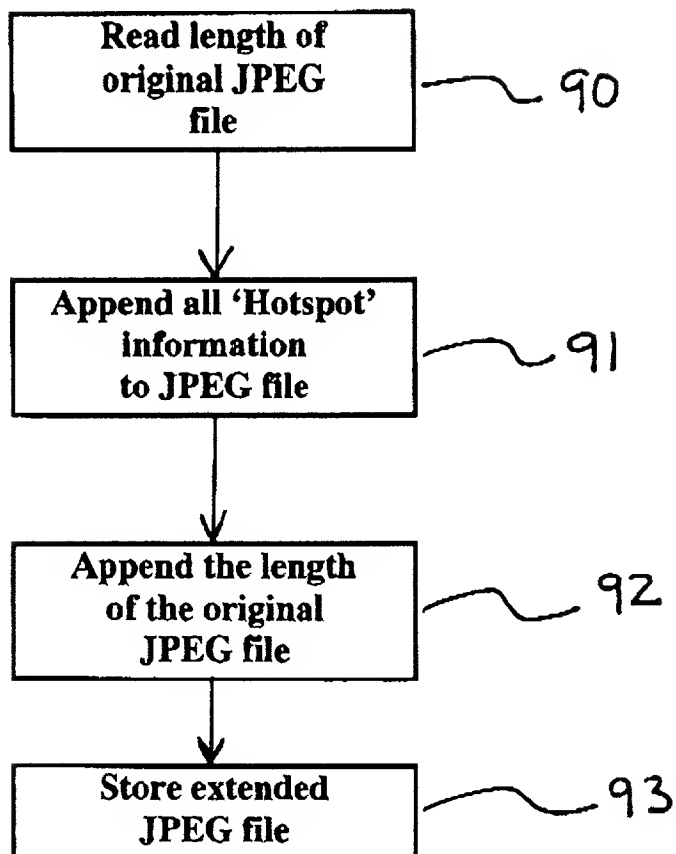 Read length of
original JPEG
file
90
Append all ‘Hotspot’
information
to JPEG file
91
Append the length
of the original
JPEG file
92
Store extended
JPEG file
93